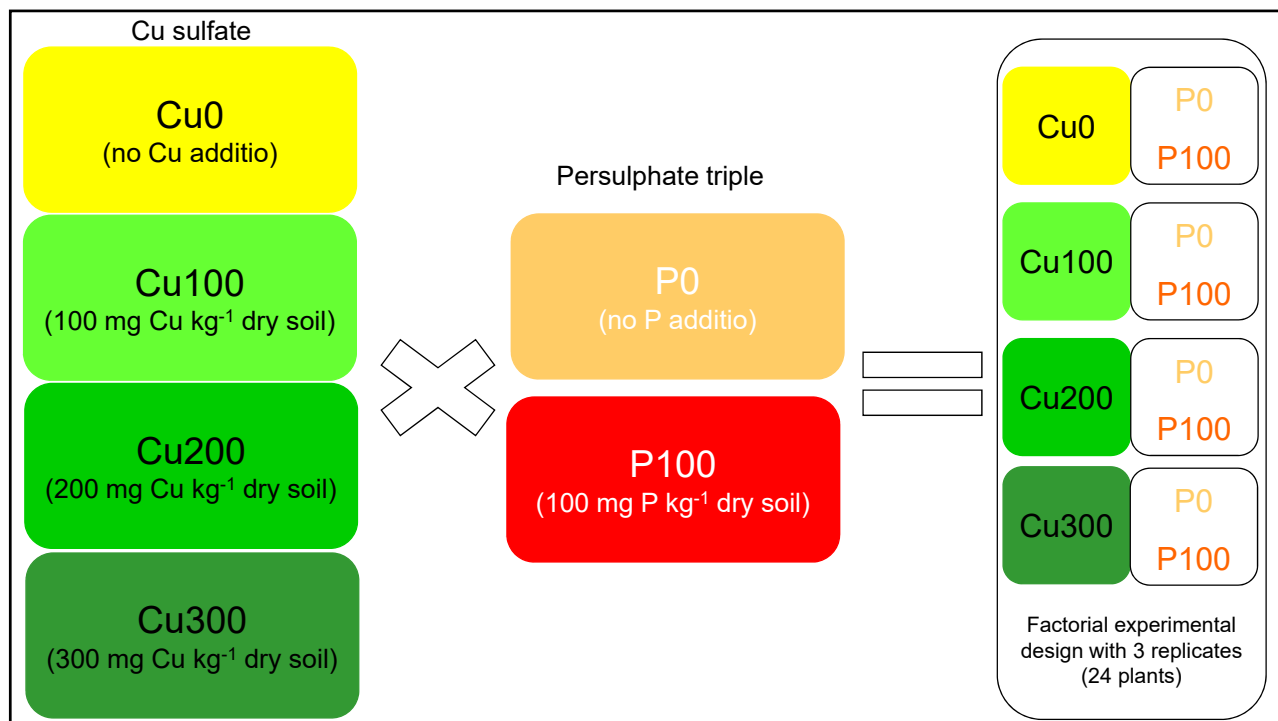 Cu sulfate
Cu0
(no Cu additio)
Cu100
(100 mg Cu kg⁻¹ dry soil)
Cu200
(200 mg Cu kg⁻¹ dry soil)
Cu300
(300 mg Cu kg⁻¹ dry soil)
Persulphate triple
P0
(no P additio)
P100
(100 mg P kg⁻¹ dry soil)
Cu0
P0
P100
Cu100
P0
P100
Cu200
P0
P100
Cu300
P0
P100
Factorial experimental
design with 3 replicates
(24 plants)